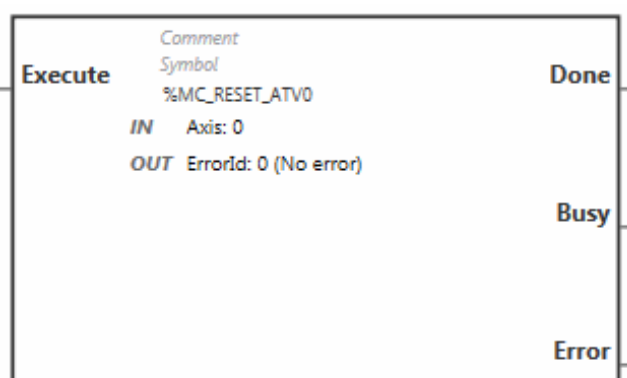 Comment
Execute Symbol Done
%MC_RESET_ATV0
IN Axis: 0
OUT ErrorId: 0 (No error)
Busy
Error